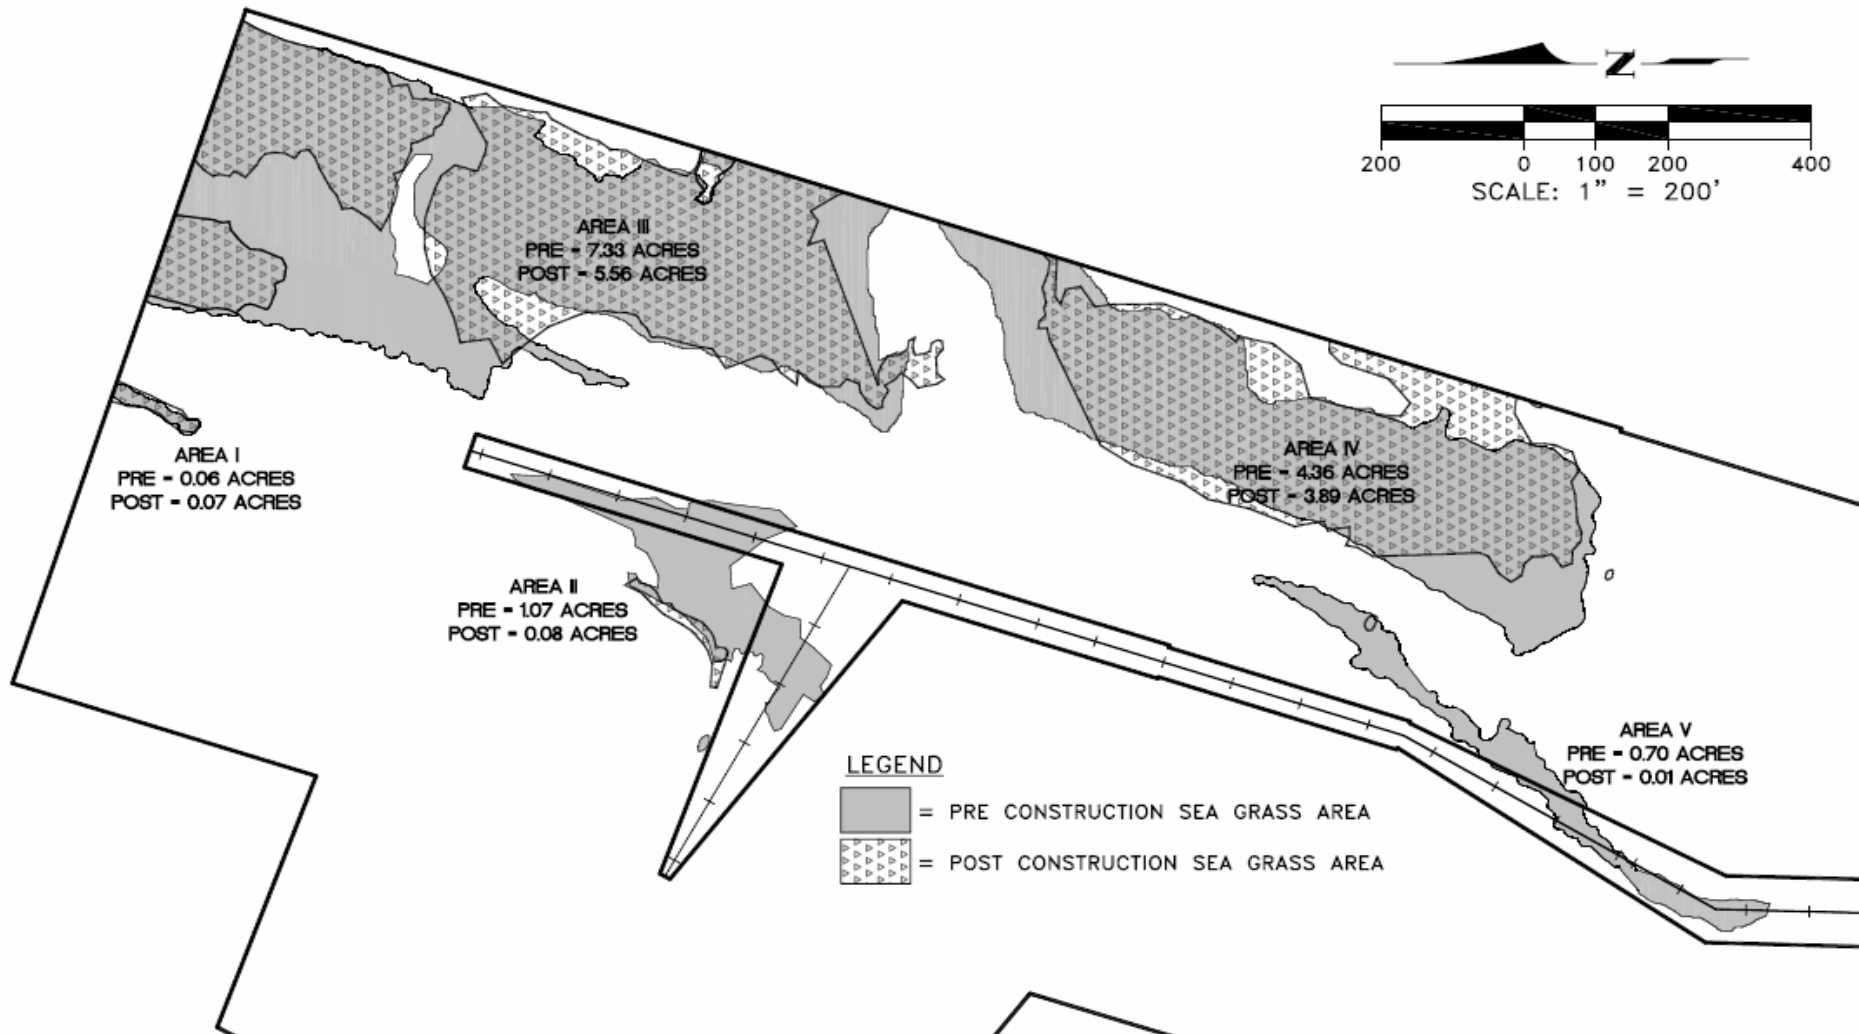 N
200 0 100 200 400
SCALE: 1" = 200'
AREA III
PRE - 7.33 ACRES
POST - 5.56 ACRES
AREA IV
PRE - 4.36 ACRES
POST - 3.89 ACRES
AREA I
PRE - 0.06 ACRES
POST - 0.07 ACRES
AREA II
PRE - 1.07 ACRES
POST - 0.08 ACRES
AREA V
PRE - 0.70 ACRES
POST - 0.01 ACRES
LEGEND
= PRE CONSTRUCTION SEA GRASS AREA
= POST CONSTRUCTION SEA GRASS AREA